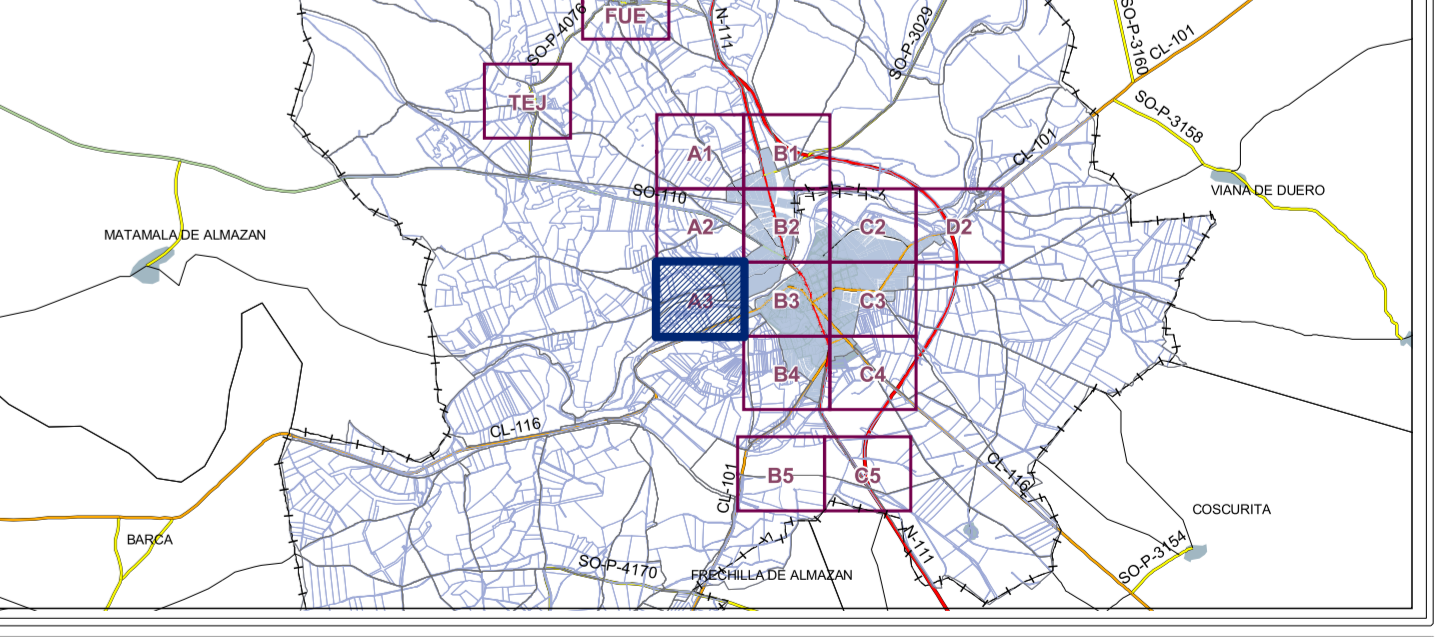 FUE
SO-P-4076
N-111
SO-P-3029
SO-P-3160
CL-101
TEJ
SO-P-3158
A1
B1
CL-101
SO-110
VIANA DE DUERO
MATAMALA DE ALMAZAN
A2
B2
C2
D2
A3
B3
C3
B4
C4
CL-116
B5
C5
CL-101
CL-116
COSCURITA
BARCA
N-111
SO-P-3154
SO-P-4170
FRECHILLA DE ALMAZAN